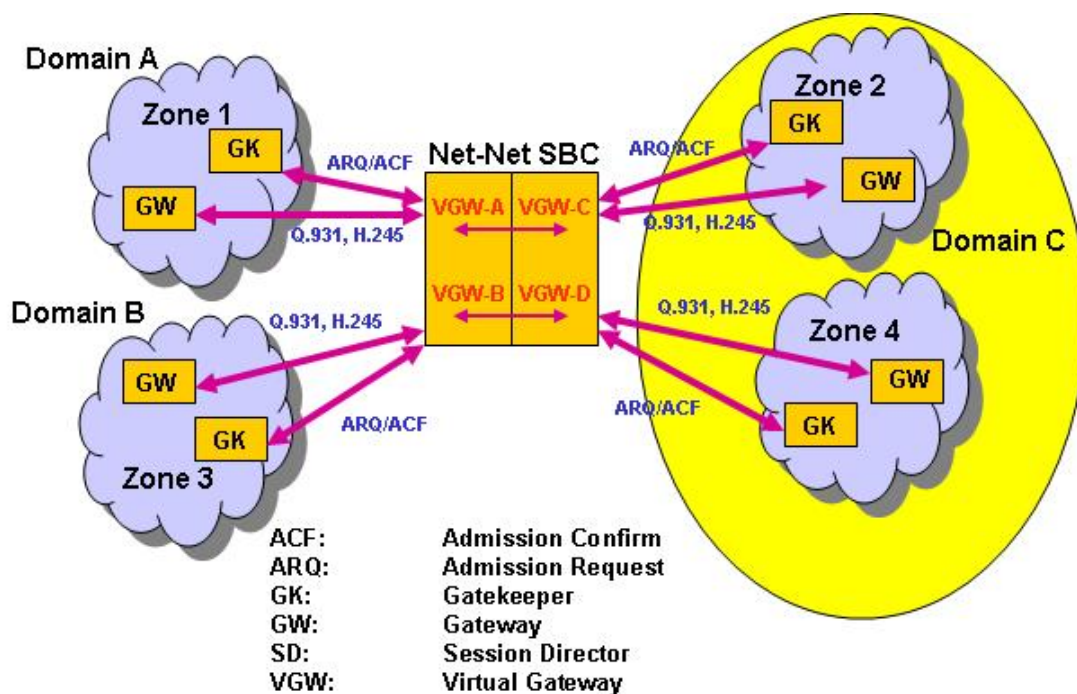 Domain A
Zone 1
GK
GW
ARQ/ACF
Q.931, H.245
Net-Net SBC
VGW-A
VGW-C
VGW-B
VGW-D
ARQ/ACF
Q.931, H.245
Zone 2
GK
GW
Domain C
Domain B
Q.931, H.245
GW
GK
Zone 3
ARQ/ACF
Q.931, H.245
ARQ/ACF
Zone 4
GW
GK
ACF: Admission Confirm
ARQ: Admission Request
GK: Gatekeeper
GW: Gateway
SD: Session Director
VGW: Virtual Gateway